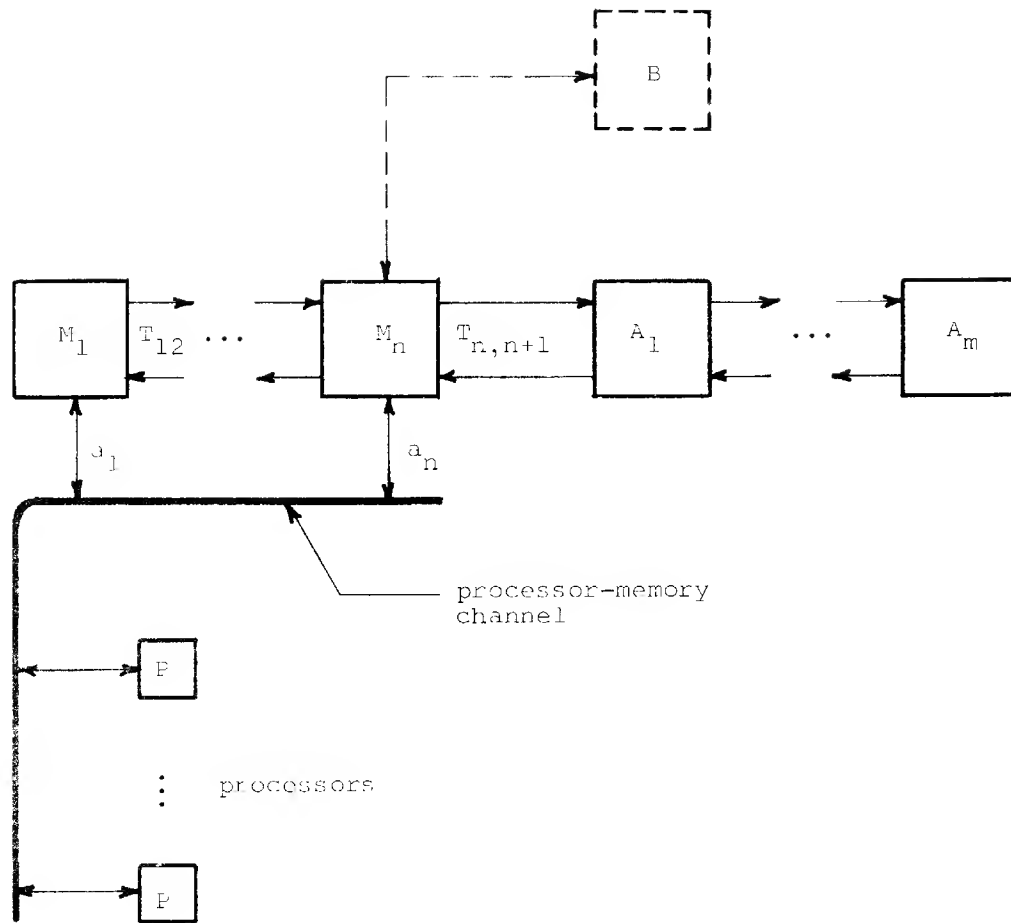 B
M1 T12 ... Mn Tn,n+1 A1 ... Am
a1 an
processor-memory
channel
P
⋮ processors
P